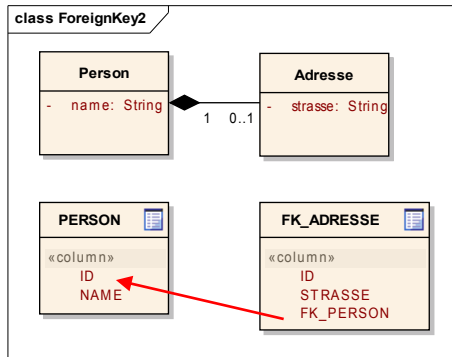 class ForeignKey2
Person
- name: String
Adresse
- strasse: String
1 0..1
PERSON
«column»
ID
NAME
FK_ADRESSE
«column»
ID
STRASSE
FK_PERSON